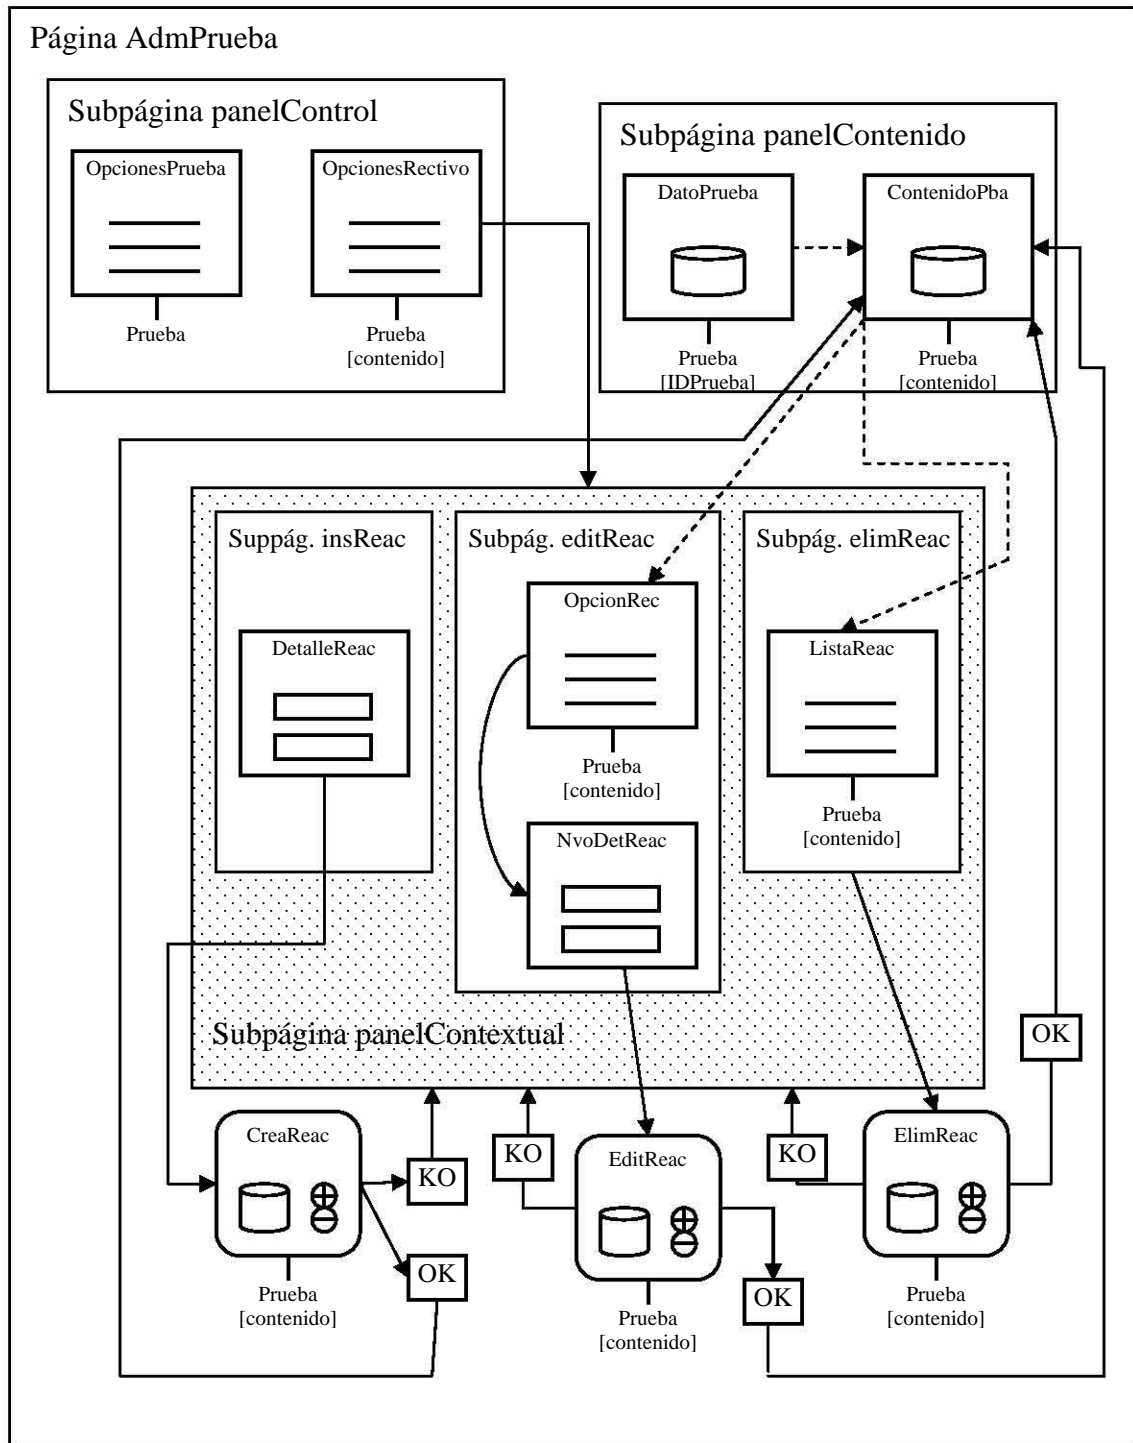 Página AdmPrueba
Subpágina panelControl
OpcionesPrueba
Prueba
OpcionesRectivo
Prueba
[contenido]
Subpágina panelContenido
DatoPrueba
Prueba
[IDPrueba]
ContenidoPba
Prueba
[contenido]
Suppág. insReac
DetalleReac
Subpág. editReac
OpcionRec
Prueba
[contenido]
NvoDetReac
Subpág. elimReac
ListaReac
Prueba
[contenido]
Subpágina panelContextual
CreaReac
Prueba
[contenido]
KO
OK
KO
EditReac
Prueba
[contenido]
OK
KO
ElimReac
Prueba
[contenido]
OK